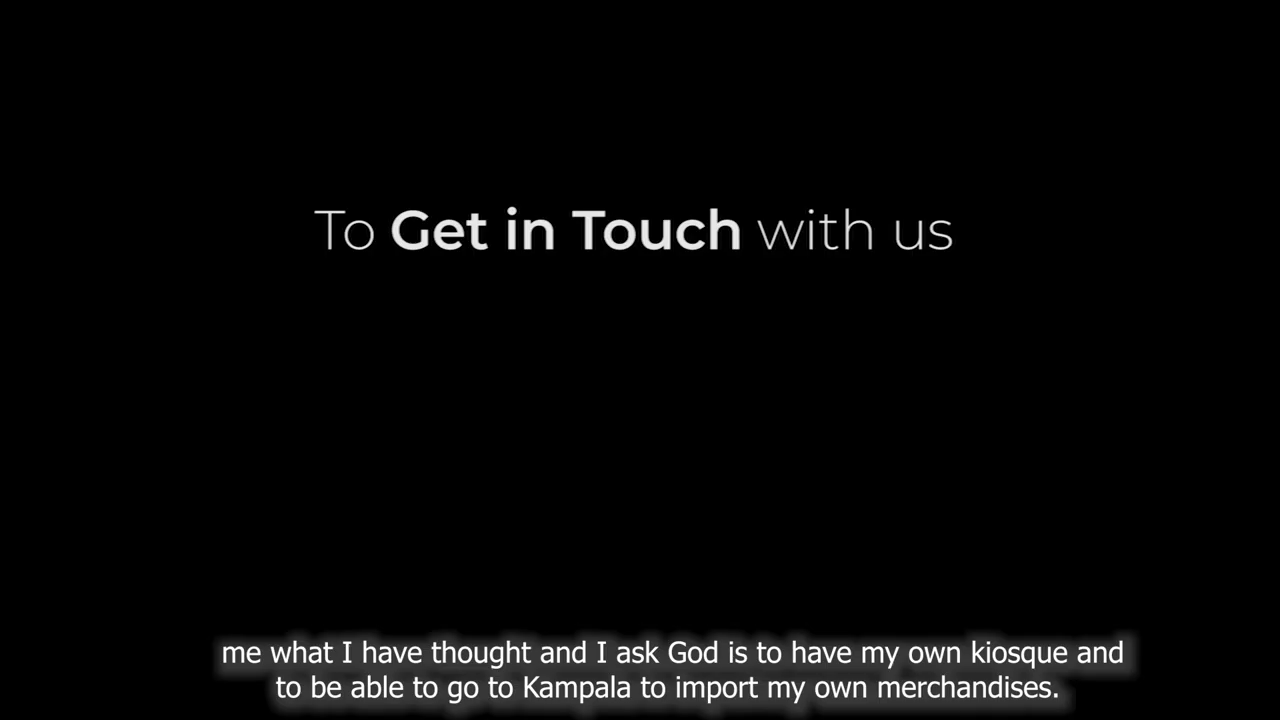 To Get in Touch with us
me what I have thought and I ask God is to have my own kiosque and
to be able to go to Kampala to import my own merchandises.